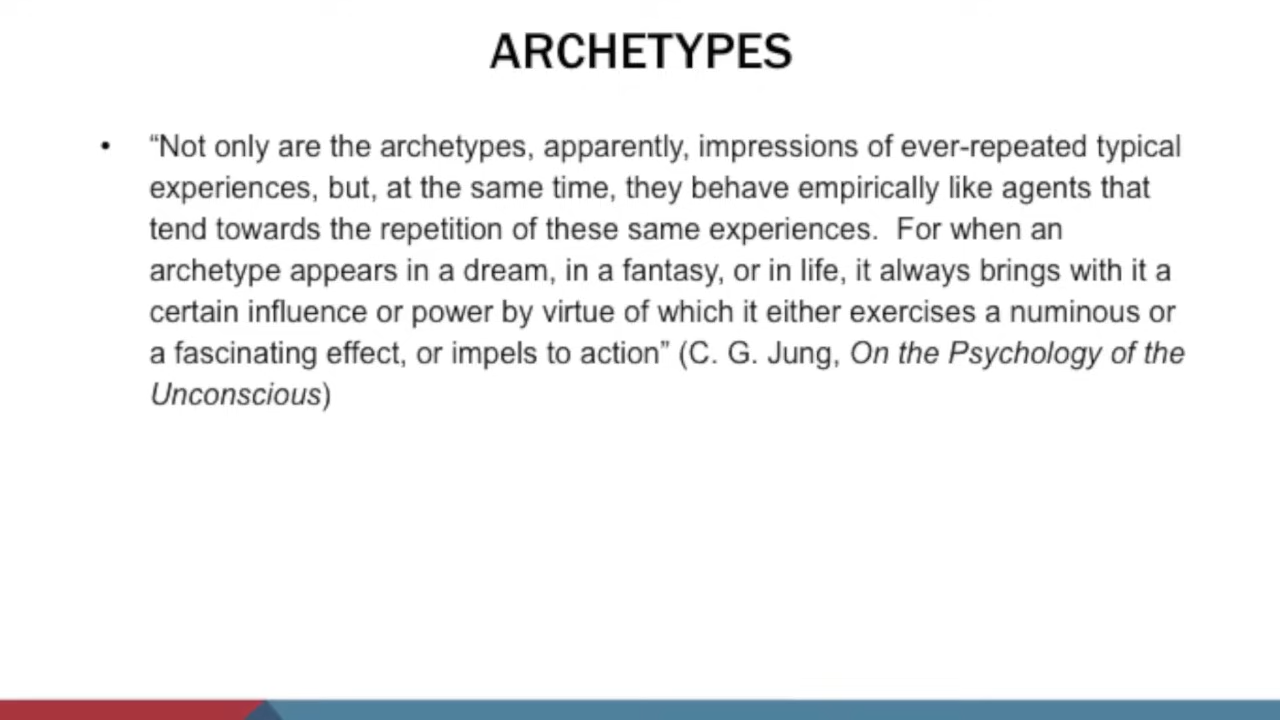 ARCHETYPES
• “Not only are the archetypes, apparently, impressions of ever-repeated typical
experiences, but, at the same time, they behave empirically like agents that
tend towards the repetition of these same experiences.  For when an
archetype appears in a dream, in a fantasy, or in life, it always brings with it a
certain influence or power by virtue of which it either exercises a numinous or
a fascinating effect, or impels to action” (C. G. Jung, On the Psychology of the
Unconscious)